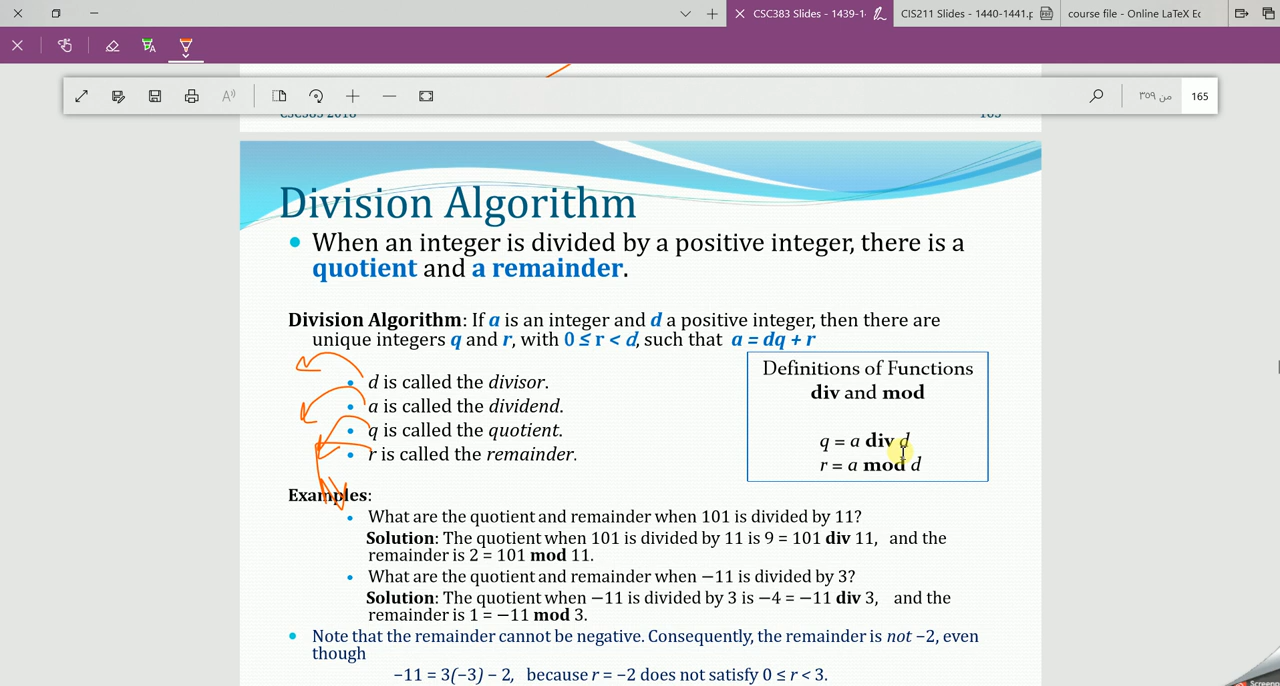 CSC383 Slides - 1439-1
CIS211 Slides - 1440-1441.p
course file - Online LaTeX Ec
165
من ٣٥٩
CSC383 2018
165
Division Algorithm
• When an integer is divided by a positive integer, there is a
quotient and a remainder.
Division Algorithm: If a is an integer and d a positive integer, then there are
unique integers q and r, with 0 ≤ r < d, such that a = dq + r
• d is called the divisor.
• a is called the dividend.
• q is called the quotient.
• r is called the remainder.
Definitions of Functions
div and mod
q = a div d
r = a mod d
Examples:
• What are the quotient and remainder when 101 is divided by 11?
Solution: The quotient when 101 is divided by 11 is 9 = 101 div 11, and the
remainder is 2 = 101 mod 11.
• What are the quotient and remainder when −11 is divided by 3?
Solution: The quotient when −11 is divided by 3 is −4 = −11 div 3, and the
remainder is 1 = −11 mod 3.
• Note that the remainder cannot be negative. Consequently, the remainder is not −2, even
though
−11 = 3(−3) − 2, because r = −2 does not satisfy 0 ≤ r < 3.